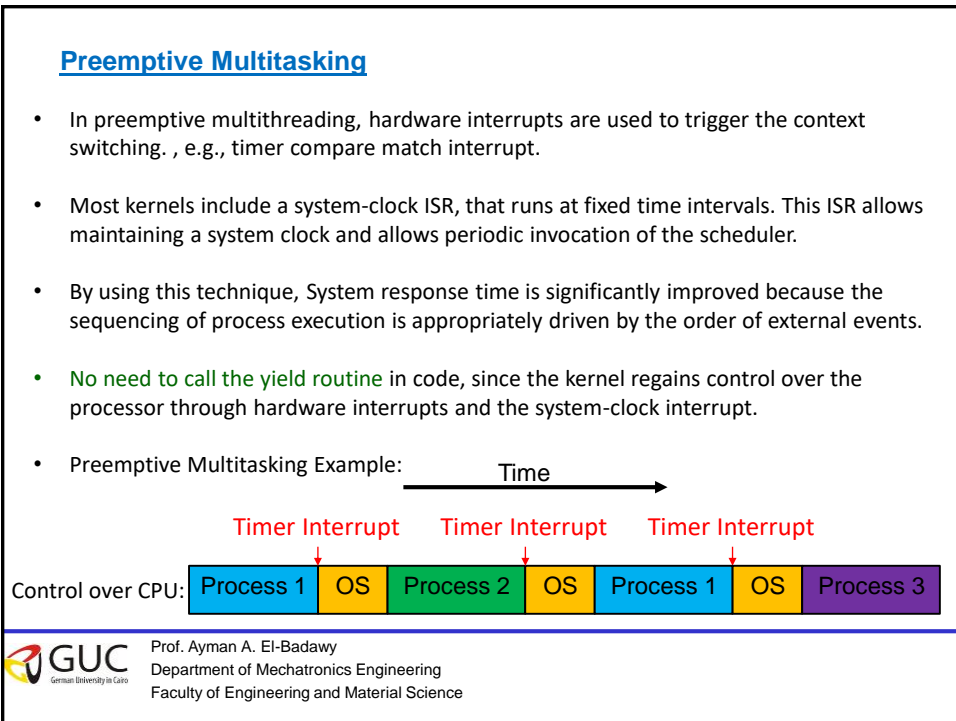 Preemptive Multitasking
• In preemptive multithreading, hardware interrupts are used to trigger the context
switching. , e.g., timer compare match interrupt.
• Most kernels include a system-clock ISR, that runs at fixed time intervals. This ISR allows
maintaining a system clock and allows periodic invocation of the scheduler.
• By using this technique, System response time is significantly improved because the
sequencing of process execution is appropriately driven by the order of external events.
• No need to call the yield routine in code, since the kernel regains control over the
processor through hardware interrupts and the system-clock interrupt.
• Preemptive Multitasking Example:
Time
Timer Interrupt Timer Interrupt Timer Interrupt
Control over CPU: Process 1 OS Process 2 OS Process 1 OS Process 3
GUC
German University in Cairo
Prof. Ayman A. El-Badawy
Department of Mechatronics Engineering
Faculty of Engineering and Material Science